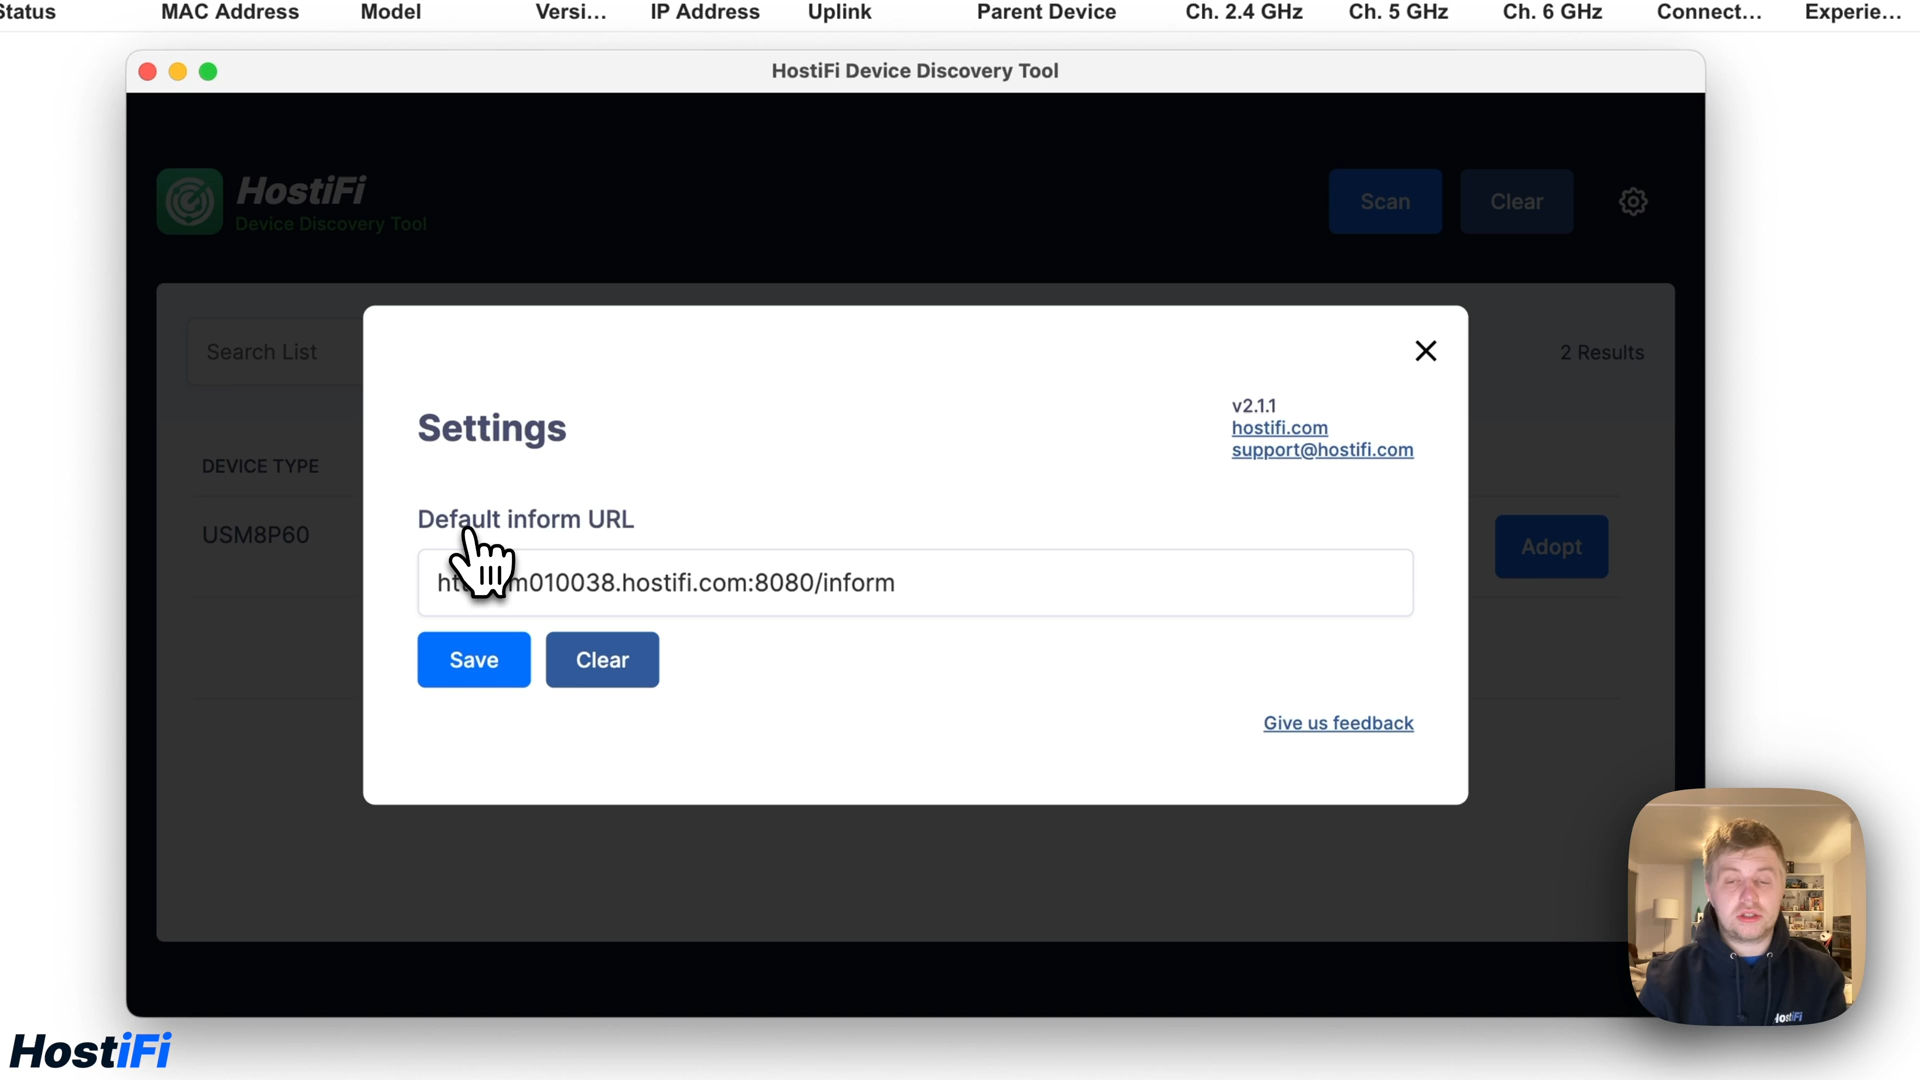 Status MAC Address Model Versi... IP Address Uplink Parent Device Ch. 2.4 GHz Ch. 5 GHz Ch. 6 GHz Connect... Experie...
HostiFi Device Discovery Tool
HostiFi
Device Discovery Tool
Scan Clear
Search List
2 Results
DEVICE TYPE
USM8P60
Adopt
Settings
v2.1.1
hostifi.com
support@hostifi.com
Default inform URL
m010038.hostifi.com:8080/inform
Save Clear
Give us feedback
HostiFi
HostiFi